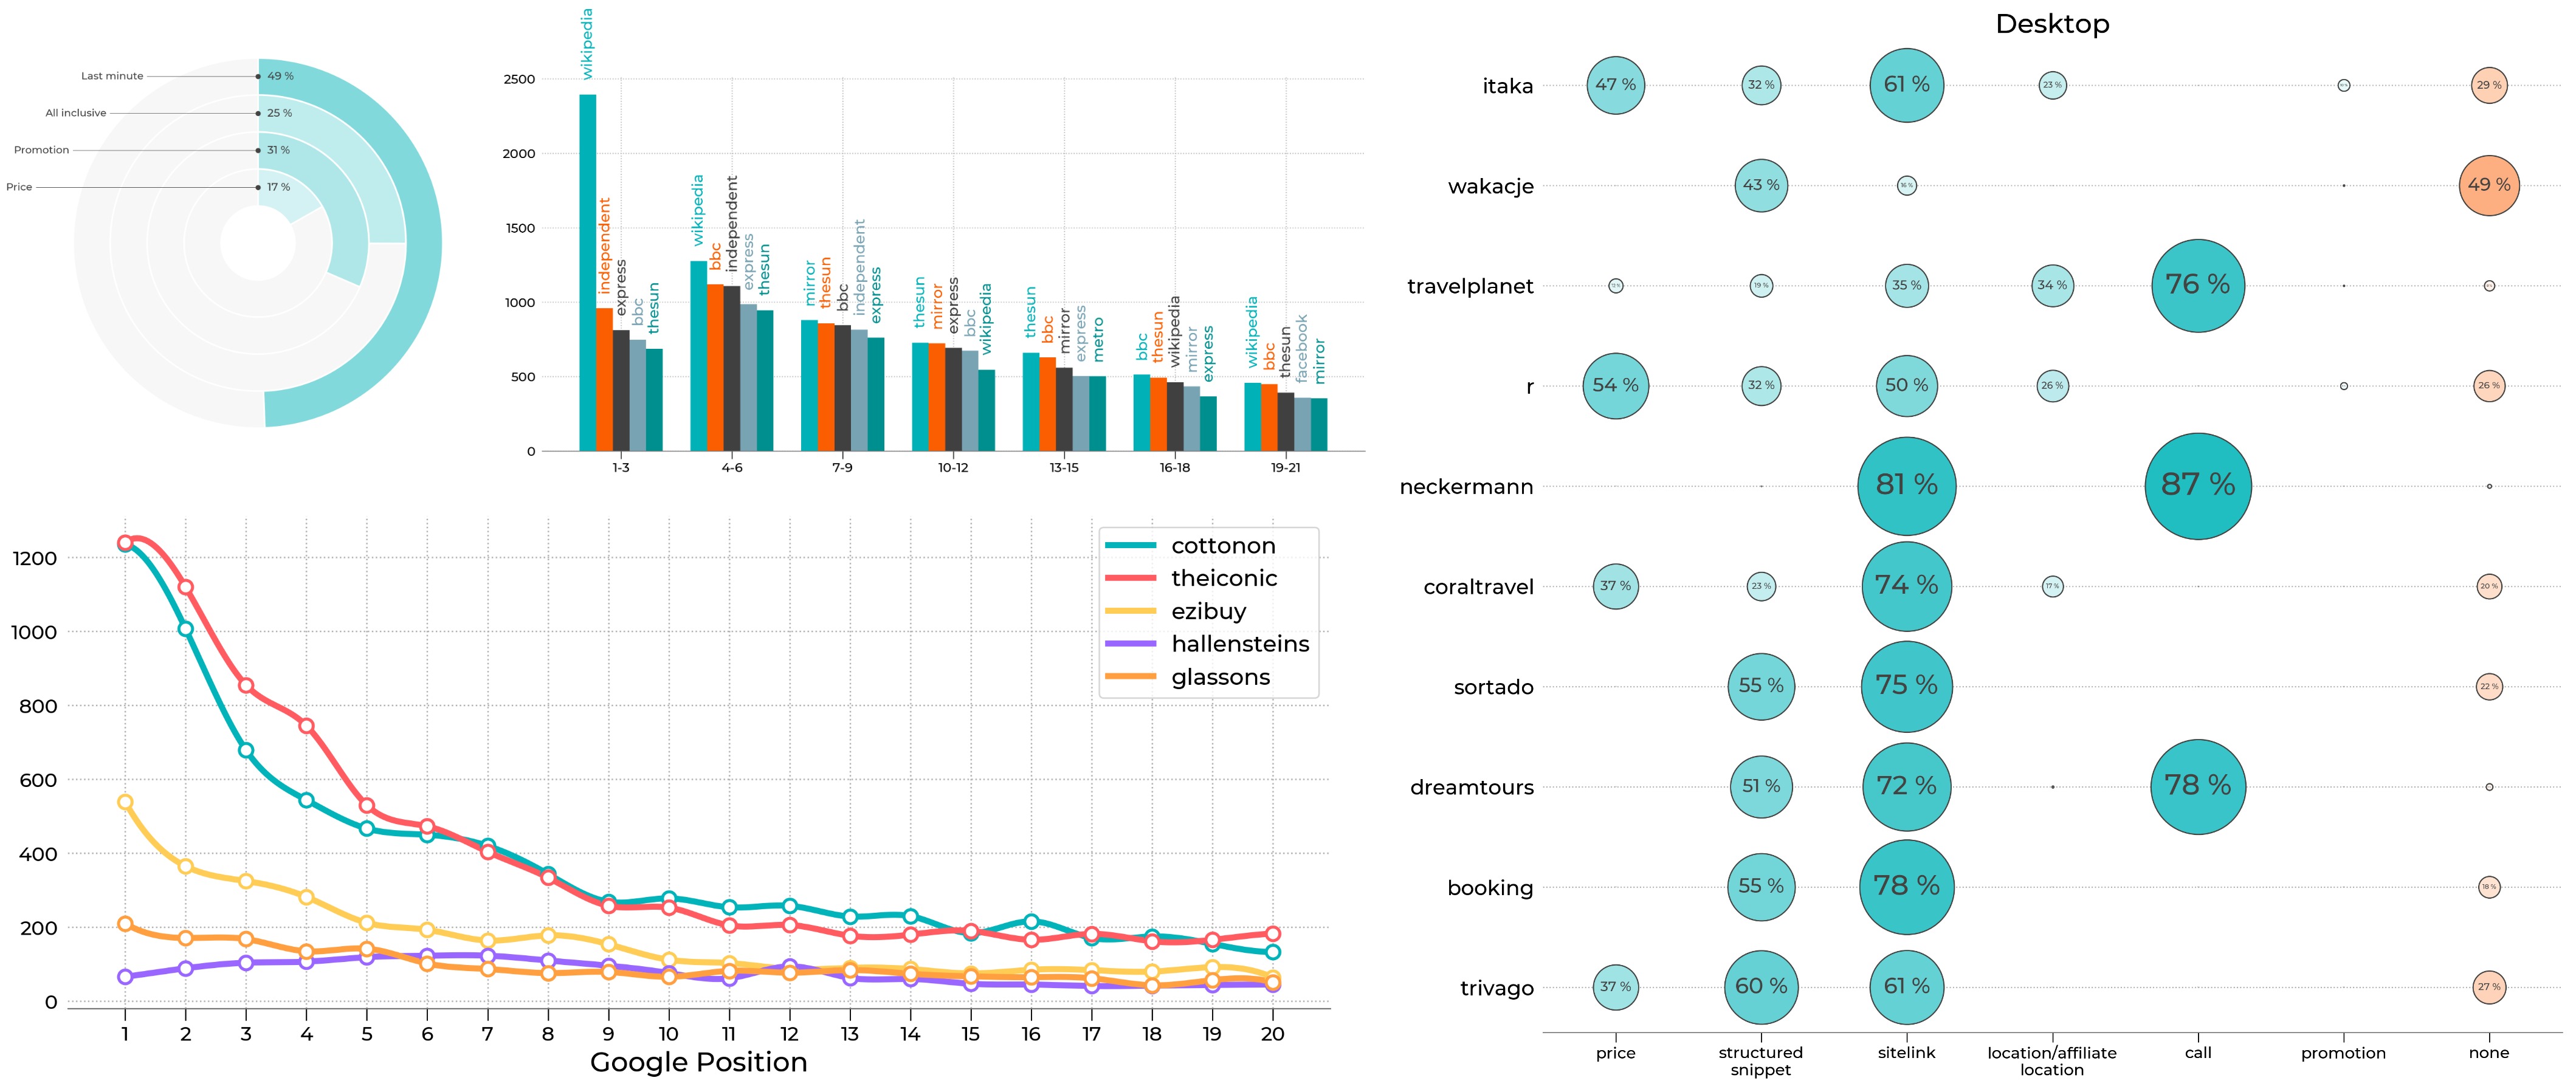 Last minute 49 %
All inclusive 25 %
Promotion 31 %
Price 17 %
2500
2000
1500
1000
500
0
wikipedia
independent
express
bbc
thesun
wikipedia
bbc
independent
express
thesun
mirror
thesun
bbc
independent
express
thesun
mirror
express
bbc
wikipedia
thesun
bbc
mirror
express
metro
bbc
thesun
wikipedia
mirror
express
wikipedia
bbc
thesun
facebook
mirror
1-3 4-6 7-9 10-12 13-15 16-18 19-21
1200
1000
800
600
400
200
0
cottonon
theiconic
ezibuy
hallensteins
glassons
1 2 3 4 5 6 7 8 9 10 11 12 13 14 15 16 17 18 19 20
Google Position
Desktop
itaka 47 % 32 % 61 % 23 % 29 %
wakacje 43 % 16 % 49 %
travelplanet 19 % 35 % 34 % 76 %
r 54 % 32 % 50 % 26 % 26 %
neckermann 81 % 87 %
coraltravel 37 % 23 % 74 % 17 % 20 %
sortado 55 % 75 % 22 %
dreamtours 51 % 72 % 78 %
booking 55 % 78 % 18 %
trivago 37 % 60 % 61 % 27 %
price structured sitelink location/affiliate call promotion none
snippet location